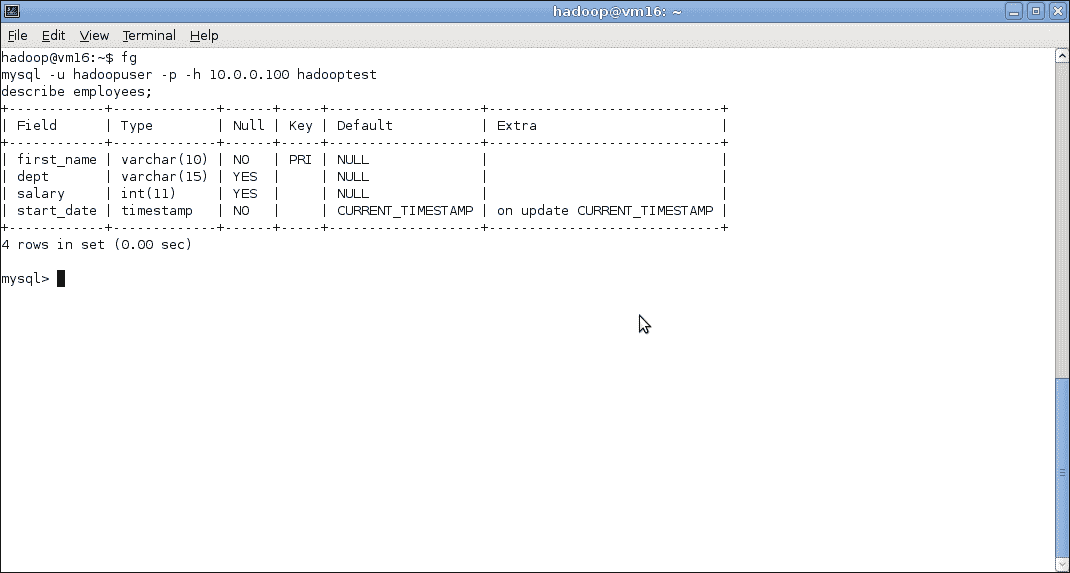 hadoop@vm16: ~
File Edit View Terminal Help
hadoop@vm16:~$ fg
mysql -u hadoopuser -p -h 10.0.0.100 hadooptest
describe employees;
+------------+-------------+------+-----+-------------------+-----------------------------+
| Field      | Type        | Null | Key | Default           | Extra                       |
+------------+-------------+------+-----+-------------------+-----------------------------+
| first_name | varchar(10) | NO   | PRI | NULL              |                             |
| dept       | varchar(15) | YES  |     | NULL              |                             |
| salary     | int(11)     | YES  |     | NULL              |                             |
| start_date | timestamp   | NO   |     | CURRENT_TIMESTAMP | on update CURRENT_TIMESTAMP |
+------------+-------------+------+-----+-------------------+-----------------------------+
4 rows in set (0.00 sec)
mysql>